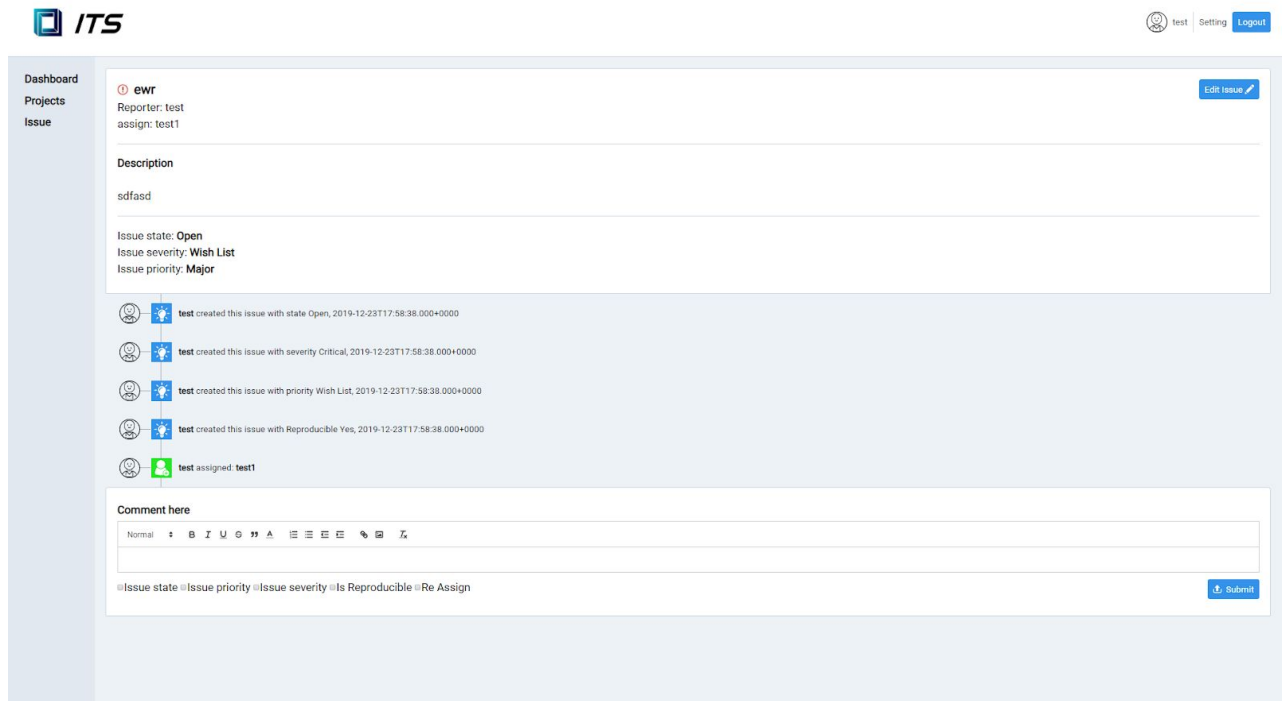 ITS
test Setting Logout
Dashboard
Projects
Issue
ewr
Edit Issue
Reporter: test
assign: test1
Description
sdfasd
Issue state: Open
Issue severity: Wish List
Issue priority: Major
test created this issue with state Open, 2019-12-23T17:58:38.000+0000
test created this issue with severity Critical, 2019-12-23T17:58:38.000+0000
test created this issue with priority Wish List, 2019-12-23T17:58:38.000+0000
test created this issue with Reproducible Yes, 2019-12-23T17:58:38.000+0000
test assigned: test1
Comment here
Normal B I U S A
Issue state Issue priority Issue severity Is Reproducible Re Assign
Submit